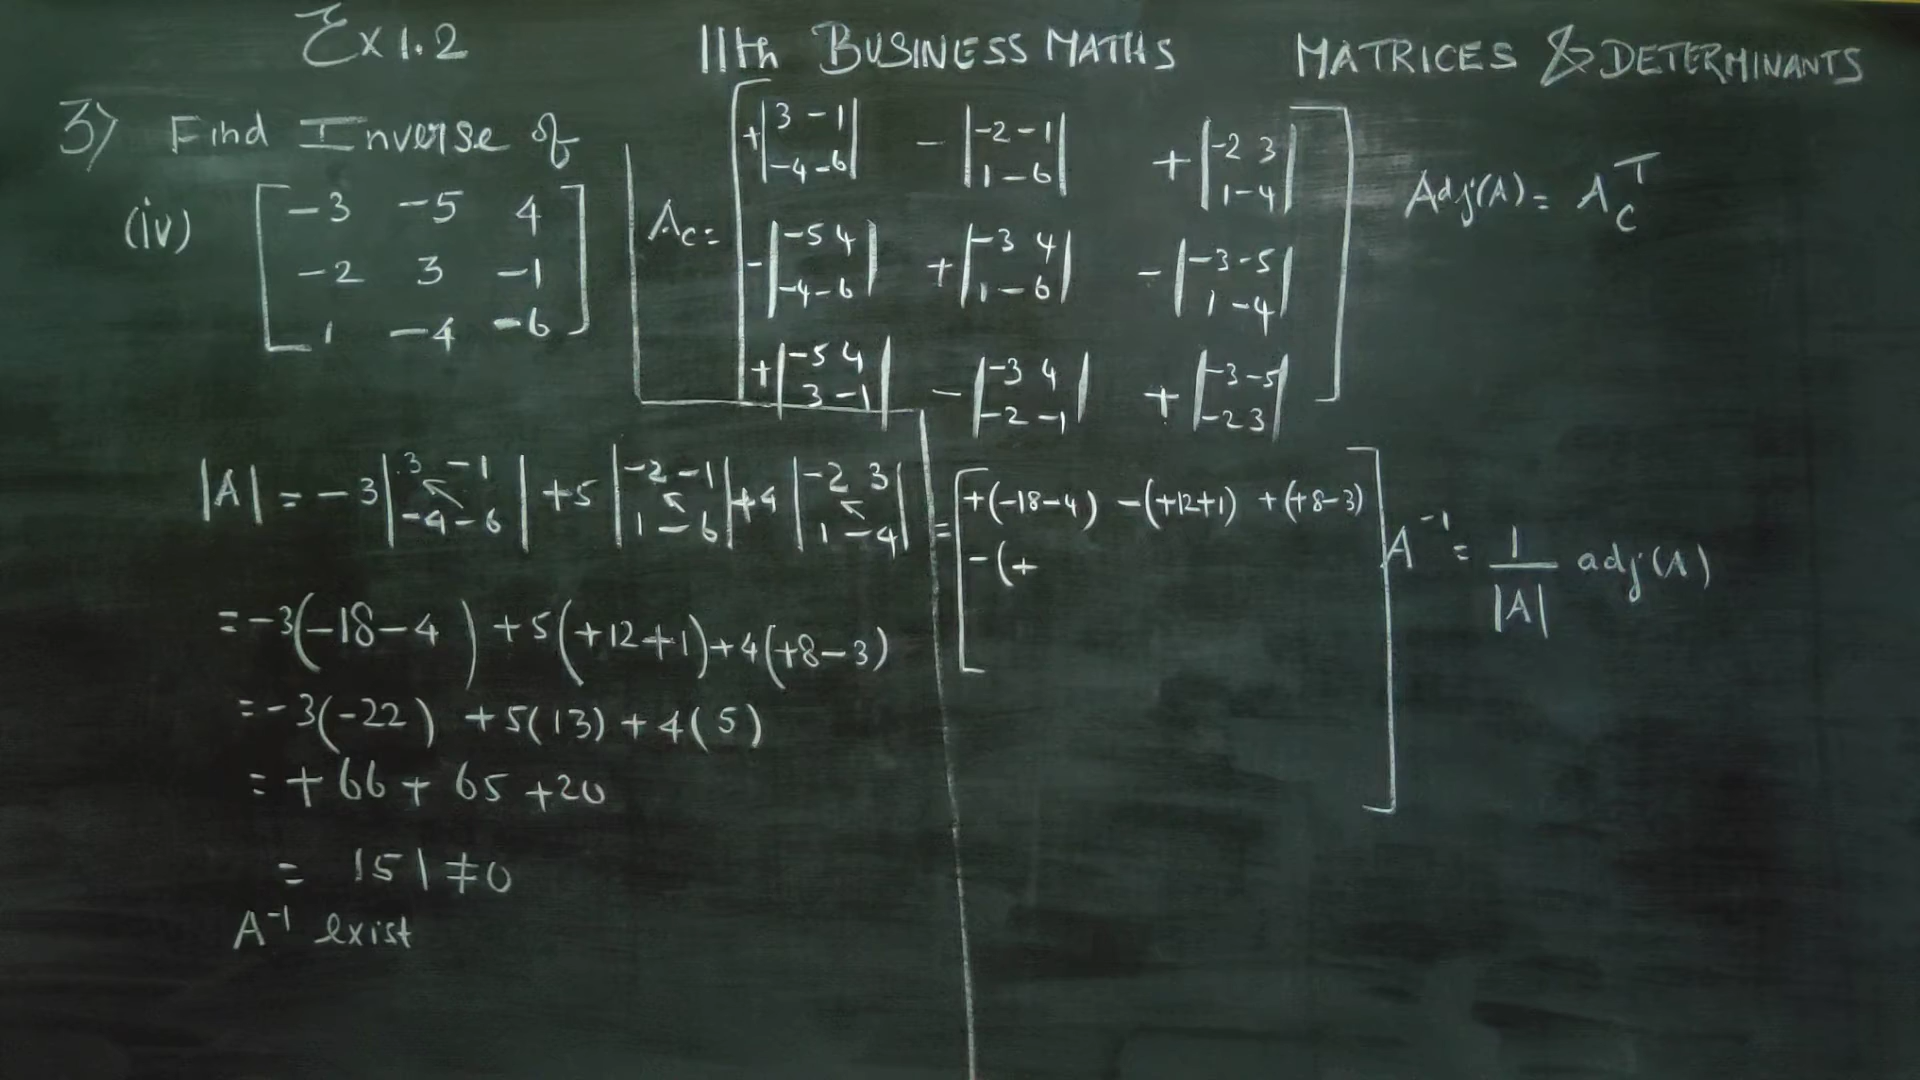 Ex 1.2 11th BUSINESS MATHS MATRICES & DETERMINANTS
3) Find Inverse of
(iv) [ -3 -5 4
-2 3 -1
1 -4 -6 ]
Ac = [ +|3 -1| -|-2 -1| +|-2 3|
|-4 -6| |1 -6| |1 -4|
-|-5 4| +|-3 4| -|-3 -5|
|-4 -6| |1 -6| |1 -4|
+|-5 4| -|-3 4| +|-3 -5|
|3 -1| |-2 -1| |-2 3| ]
Adj(A) = A_C^T
|A| = -3 |3 -1| +5 |-2 -1| +4 |-2 3|
|-4 -6| |1 -6| |1 -4|
= -3(-18-4) +5(+12+1)+4(+8-3)
= -3(-22) +5(13)+4(5)
= +66+65+20
= 151≠0
A^-1 exist
= [ +(-18-4) -(+12+1) +(+8-3)
-(+ ]
A^-1 = 1/|A| adj(A)